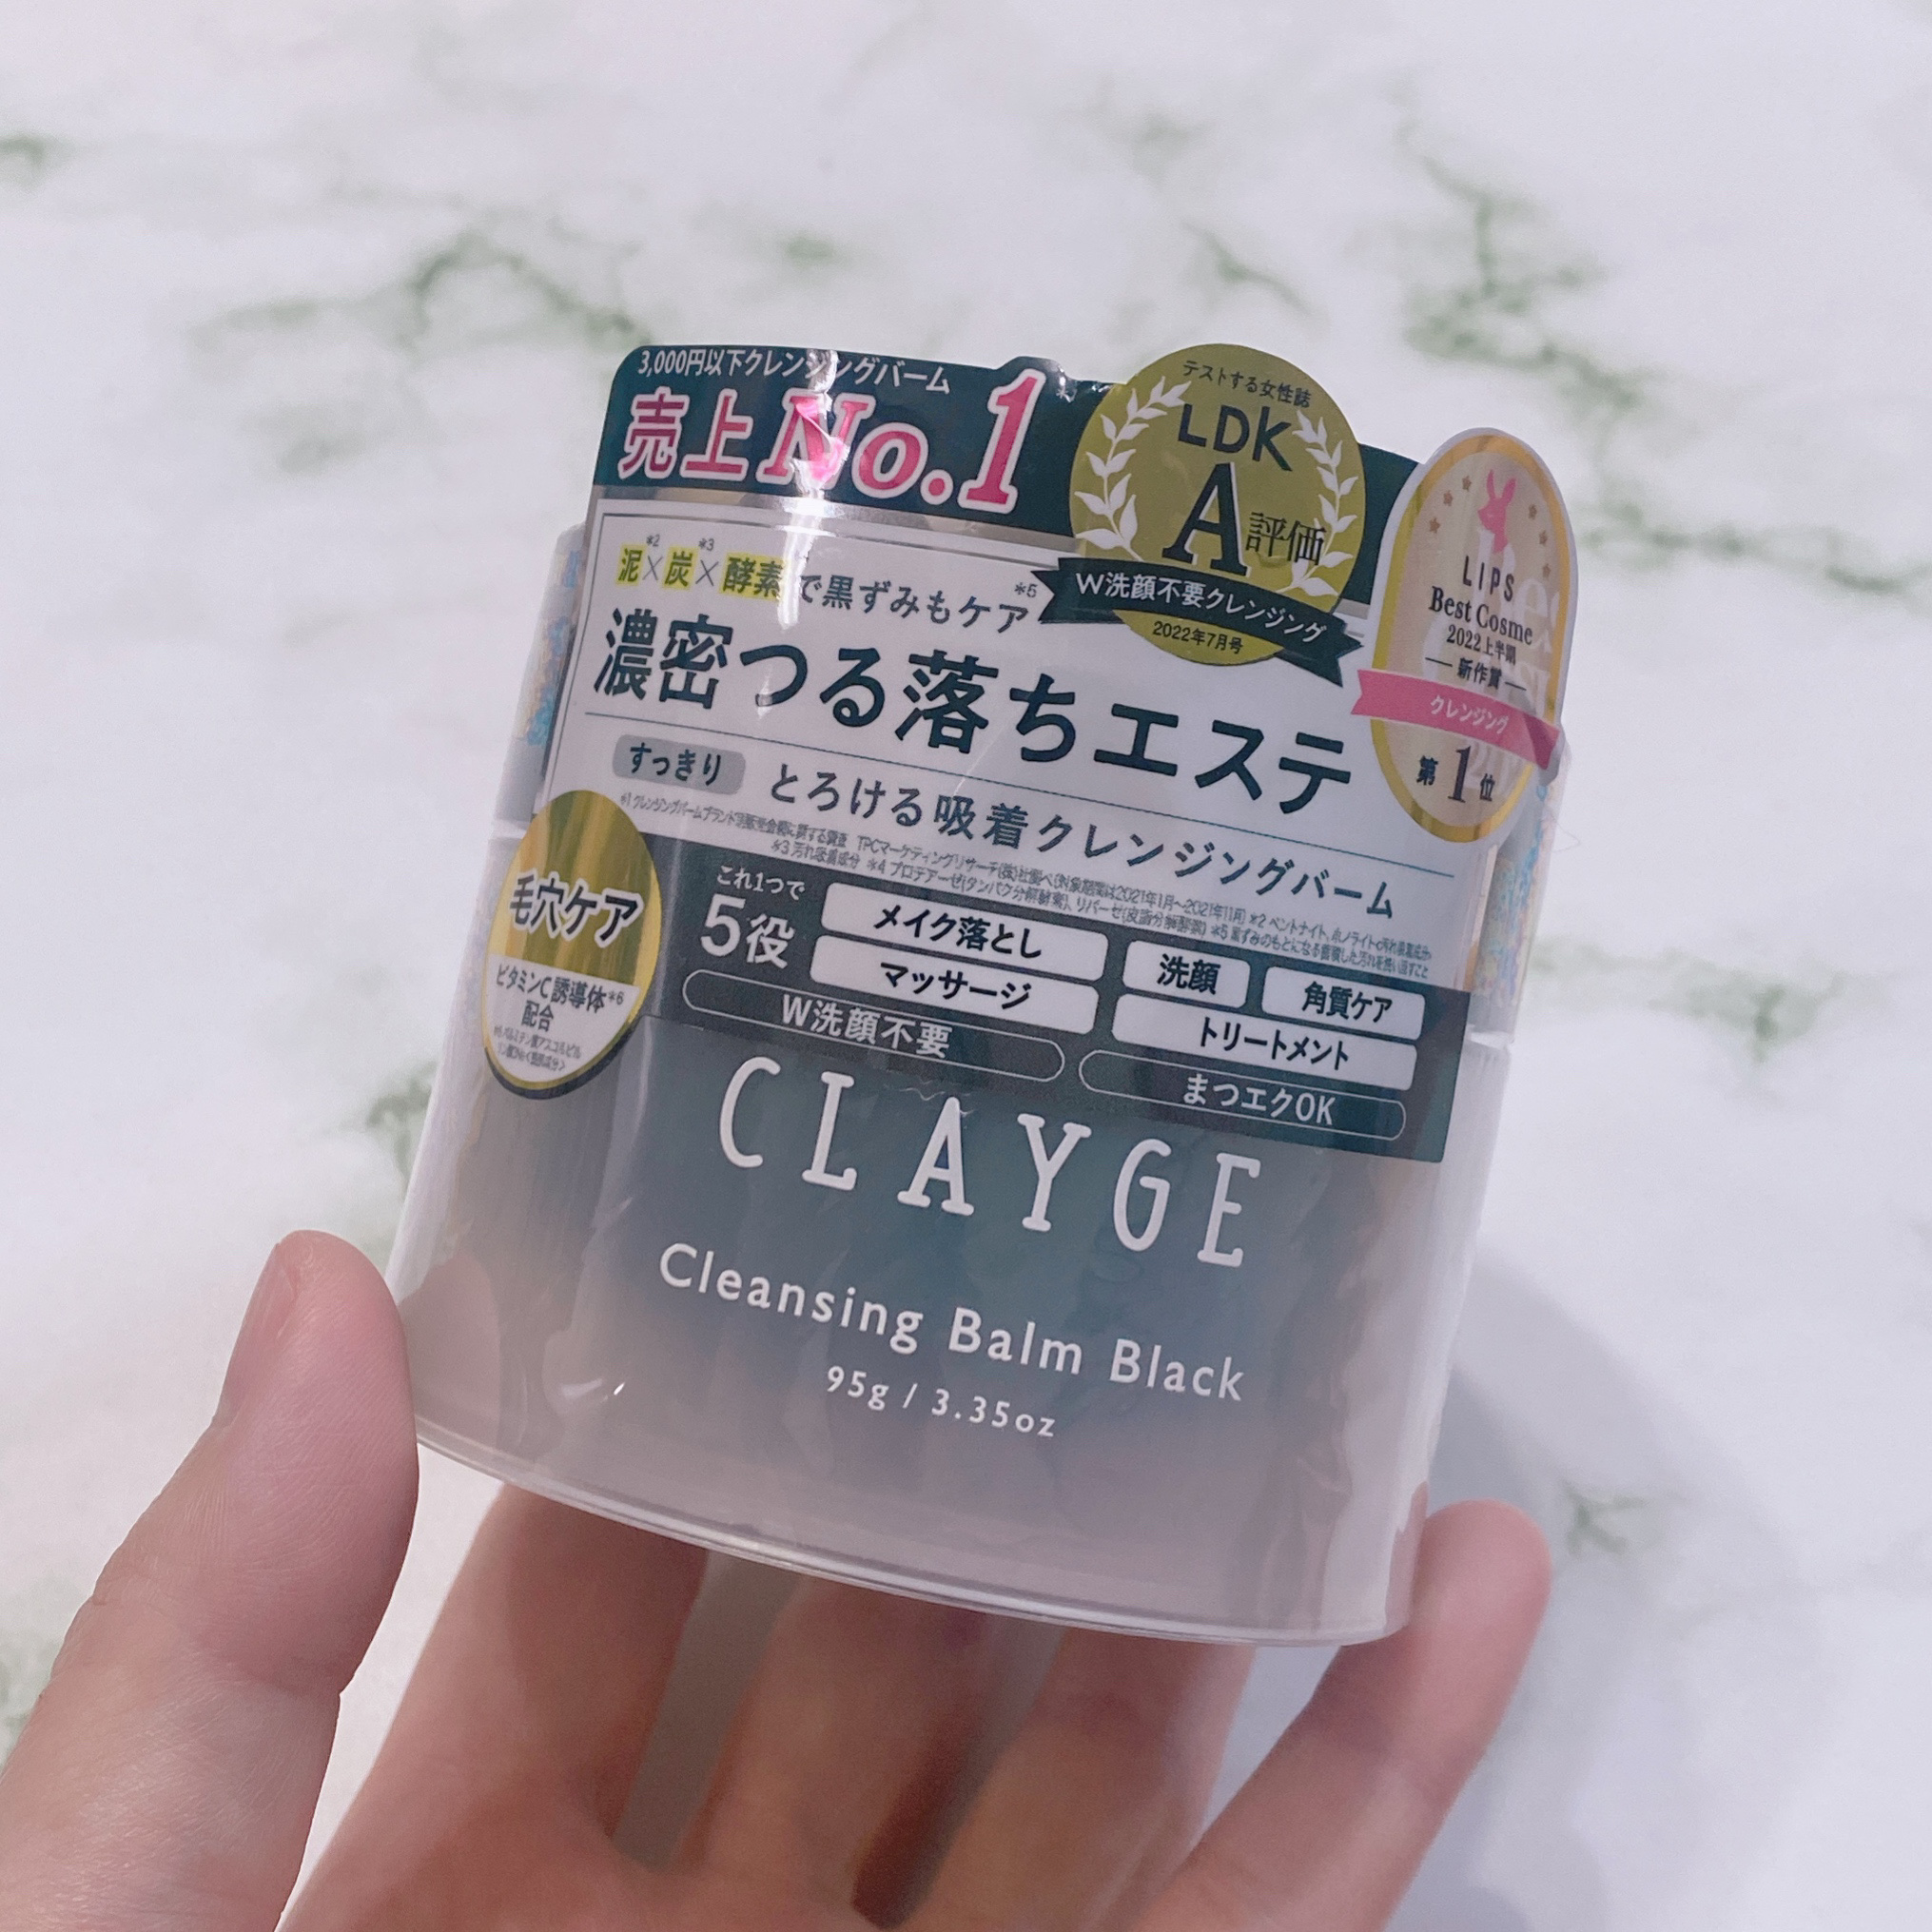 3,000円以下クレンジングバーム
売上No.1
テストする女性誌
LDK
A評価
W洗顔不要クレンジング
2022年7月号
LIPS
Best Cosme
2022上半期
新作賞
クレンジング
第1位
泥*2×炭*3×酵素で黒ずみもケア*5
濃密つる落ちエステ
すっきり とろける吸着クレンジングバーム
毛穴ケア
ビタミンC誘導体*6
配合
これ1つで
5役
メイク落とし
洗顔
角質ケア
マッサージ
トリートメント
W洗顔不要
まつエクOK
CLAYGE
Cleansing Balm Black
95g / 3.35oz